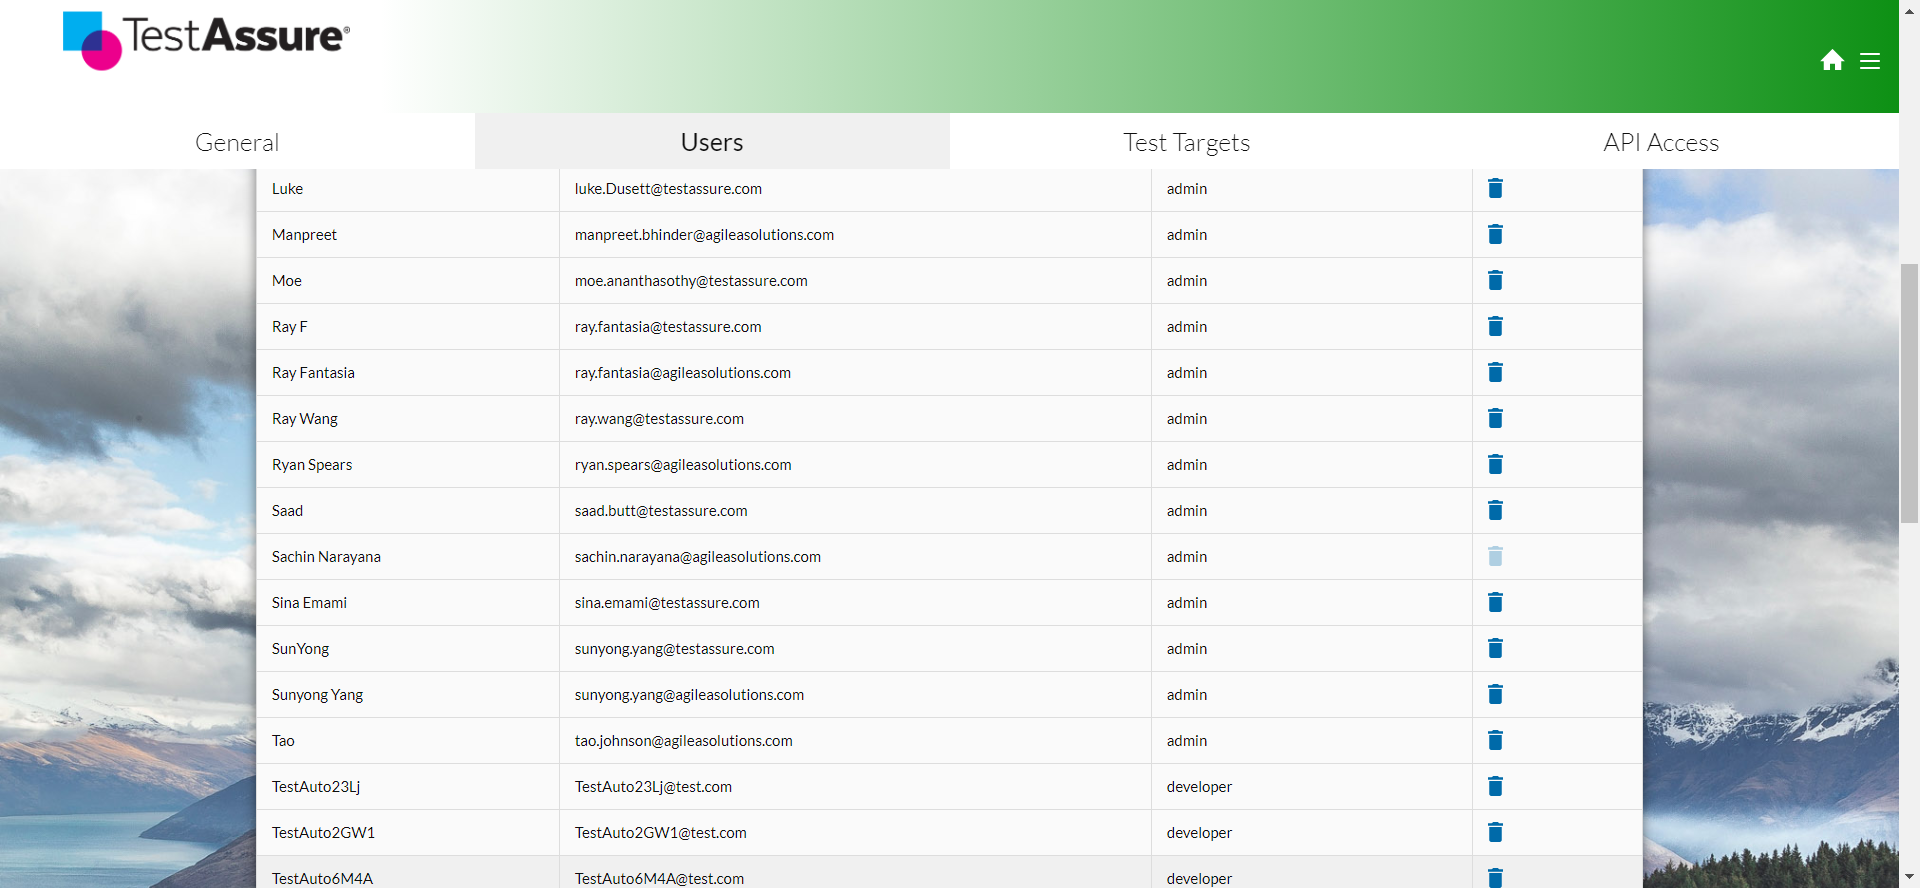 TestAssure®
General Users Test Targets API Access
Luke luke.Dusett@testassure.com admin
Manpreet manpreet.bhinder@agileasolutions.com admin
Moe moe.ananthasothy@testassure.com admin
Ray F ray.fantasia@testassure.com admin
Ray Fantasia ray.fantasia@agileasolutions.com admin
Ray Wang ray.wang@testassure.com admin
Ryan Spears ryan.spears@agileasolutions.com admin
Saad saad.butt@testassure.com admin
Sachin Narayana sachin.narayana@agileasolutions.com admin
Sina Emami sina.emami@testassure.com admin
SunYong sunyong.yang@testassure.com admin
Sunyong Yang sunyong.yang@agileasolutions.com admin
Tao tao.johnson@agileasolutions.com admin
TestAuto23Lj TestAuto23Lj@test.com developer
TestAuto2GW1 TestAuto2GW1@test.com developer
TestAuto6M4A TestAuto6M4A@test.com developer